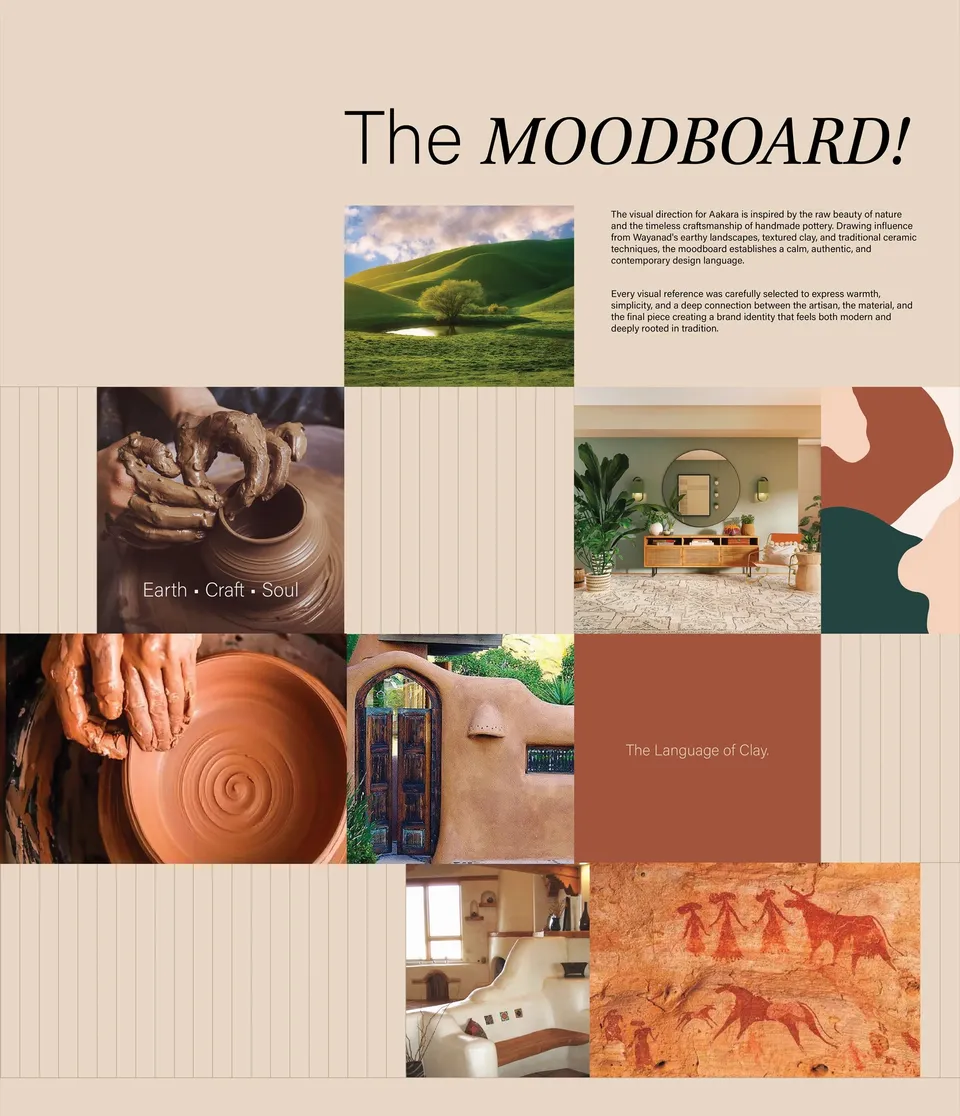 The MOODBOARD!
The visual direction for Aakara is inspired by the raw beauty of nature
and the timeless craftsmanship of handmade pottery. Drawing influence
from Wayanad's earthy landscapes, textured clay, and traditional ceramic
techniques, the moodboard establishes a calm, authentic, and
contemporary design language.
Every visual reference was carefully selected to express warmth,
simplicity, and a deep connection between the artisan, the material, and
the final piece creating a brand identity that feels both modern and
deeply rooted in tradition.
Earth ▪ Craft ▪ Soul
The Language of Clay.